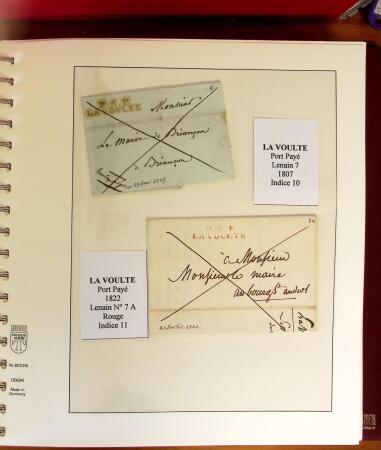 P. 6. P.
LA VOULTE
Monsieur
Le Maire de Briançon
à Briançon
LA VOULTE
Port Payé
Lenain 7
1807
Indice 10
P. 6. P.
LA VOULTE
à Monsieur
Monsieur le maire
au bourg st andéol
LA VOULTE
Port Payé
1822
Lenain N° 7 A
Rouge
Indice 11
Made in
Germany